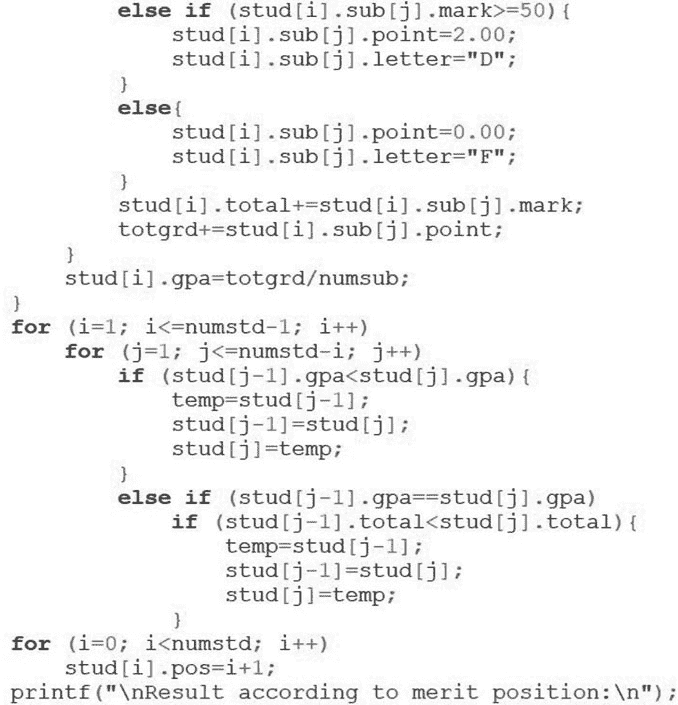 else if (stud[i].sub[j].mark>=50){
stud[i].sub[j].point=2.00;
stud[i].sub[j].letter="D";
}
else{
stud[i].sub[j].point=0.00;
stud[i].sub[j].letter="F";
}
stud[i].total+=stud[i].sub[j].mark;
totgrd+=stud[i].sub[j].point;
}
stud[i].gpa=totgrd/numsub;
}
for (i=1; i<=numstd-1; i++)
for (j=1; j<=numstd-i; j++)
if (stud[j-1].gpa<stud[j].gpa){
temp=stud[j-1];
stud[j-1]=stud[j];
stud[j]=temp;
}
else if (stud[j-1].gpa==stud[j].gpa)
if (stud[j-1].total<stud[j].total){
temp=stud[j-1];
stud[j-1]=stud[j];
stud[j]=temp;
}
for (i=0; i<numstd; i++)
stud[i].pos=i+1;
printf("\nResult according to merit position:\n");